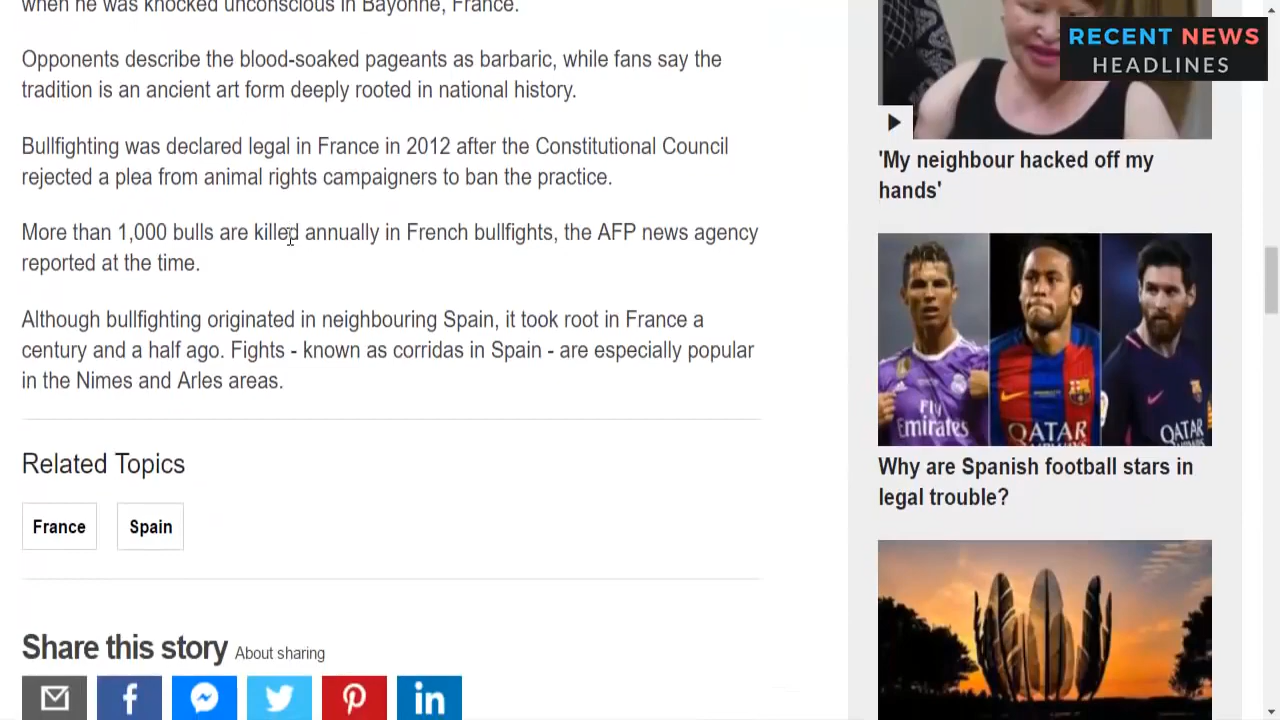 when he was knocked unconscious in Bayonne, France.
Opponents describe the blood-soaked pageants as barbaric, while fans say the
tradition is an ancient art form deeply rooted in national history.
Bullfighting was declared legal in France in 2012 after the Constitutional Council
rejected a plea from animal rights campaigners to ban the practice.
More than 1,000 bulls are killed annually in French bullfights, the AFP news agency
reported at the time.
Although bullfighting originated in neighbouring Spain, it took root in France a
century and a half ago. Fights - known as corridas in Spain - are especially popular
in the Nimes and Arles areas.
Related Topics
France
Spain
Share this story About sharing
RECENT NEWS
HEADLINES
'My neighbour hacked off my
hands'
Fly
Emirates
QATAR
QATAR
Why are Spanish football stars in
legal trouble?